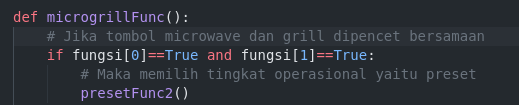 def microgrillFunc():
# Jika tombol microwave dan grill dipencet bersamaan
if fungsi[0]==True and fungsi[1]==True:
# Maka memilih tingkat operasional yaitu preset
presetFunc2()